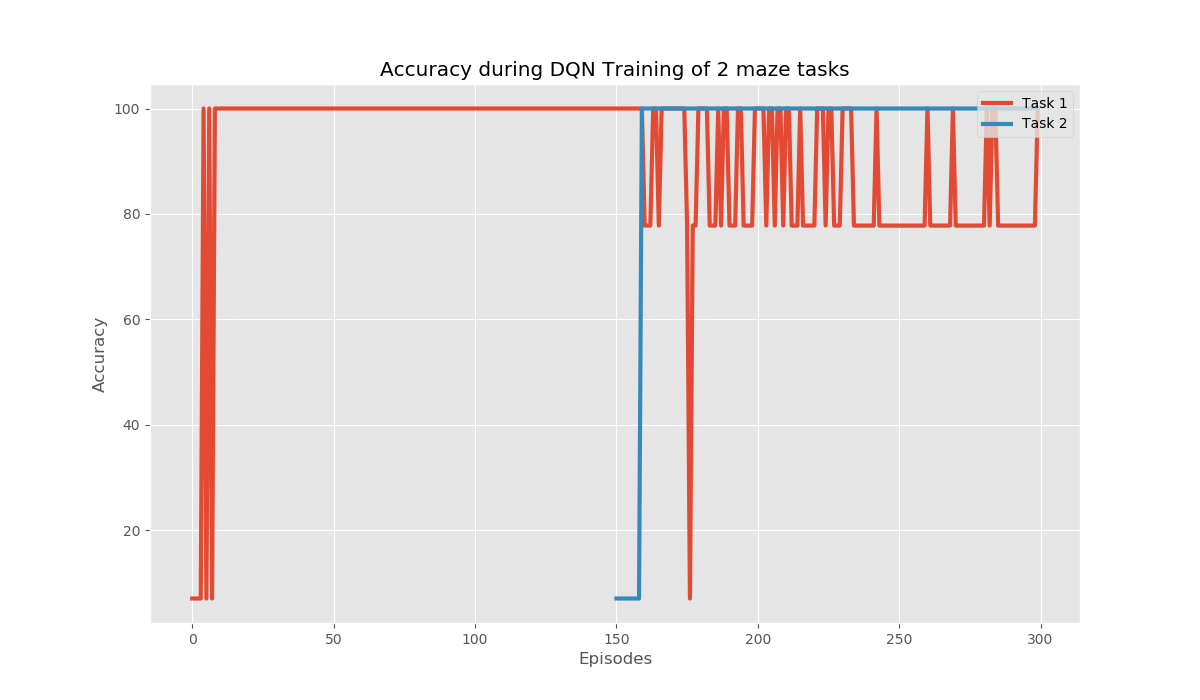 Accuracy during DQN Training of 2 maze tasks
Task 1
Task 2
100
80
60
40
20
Accuracy
0 50 100 150 200 250 300
Episodes